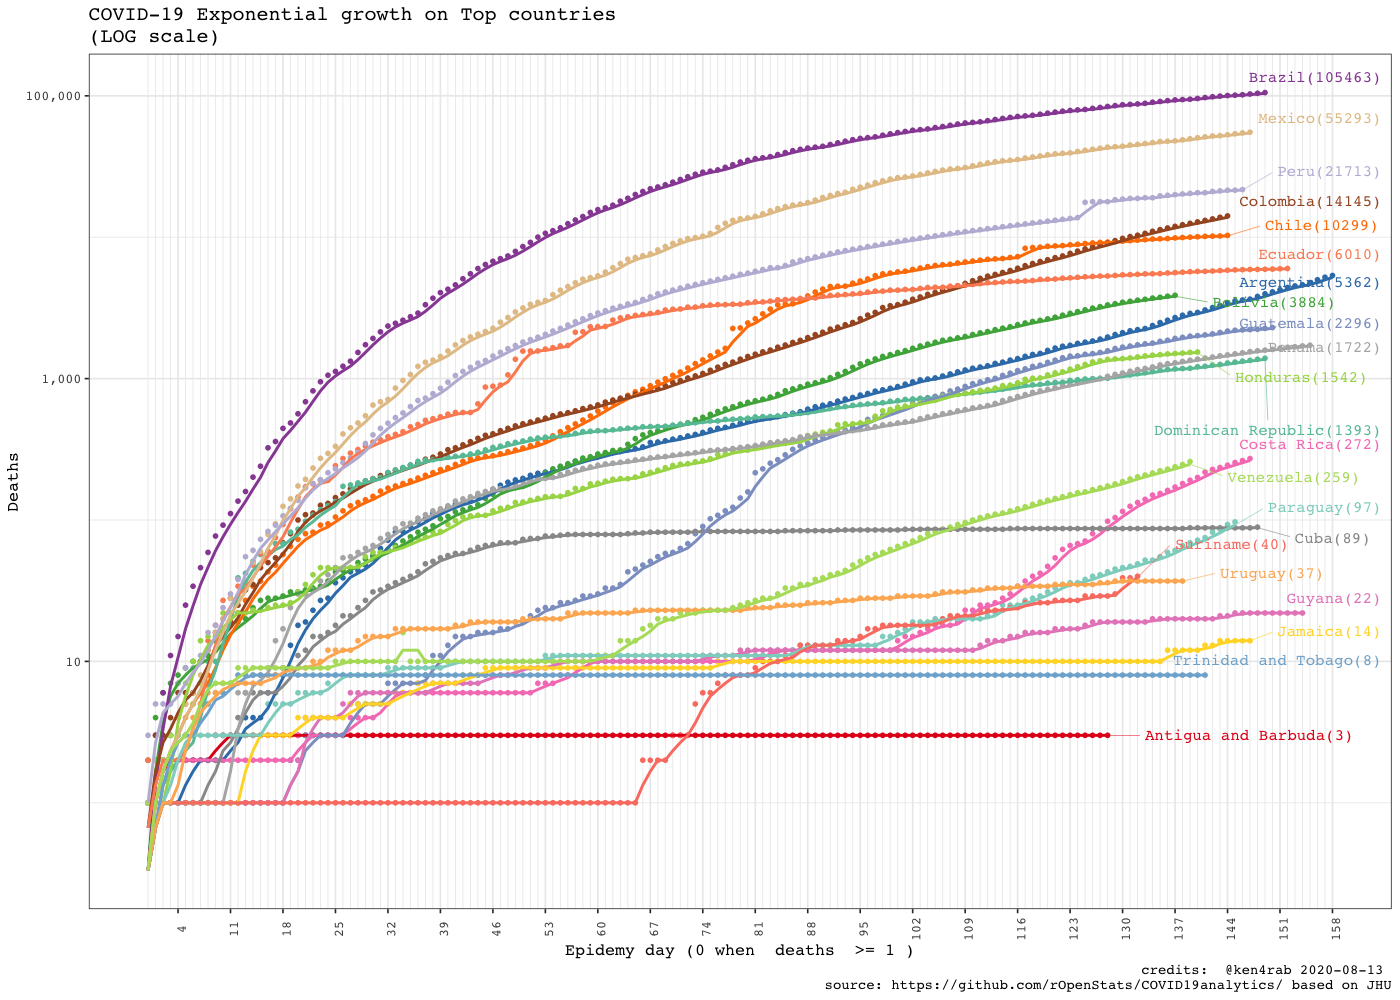 COVID-19 Exponential growth on Top countries
(LOG scale)
Deaths
100,000
1,000
10
Brazil(105463)
Mexico(55293)
Peru(21713)
Colombia(14145)
Chile(10299)
Ecuador(6010)
Argentina(5362)
Bolivia(3884)
Guatemala(2296)
Panama(1722)
Honduras(1542)
Dominican Republic(1393)
Costa Rica(272)
Venezuela(259)
Paraguay(97)
Cuba(89)
Suriname(40)
Uruguay(37)
Guyana(22)
Jamaica(14)
Trinidad and Tobago(8)
Antigua and Barbuda(3)
4 11 18 25 32 39 46 53 60 67 74 81 88 95 102 109 116 123 130 137 144 151 158
Epidemy day (0 when  deaths  >= 1 )
credits:  @ken4rab 2020-08-13
source: https://github.com/rOpenStats/COVID19analytics/ based on JHU